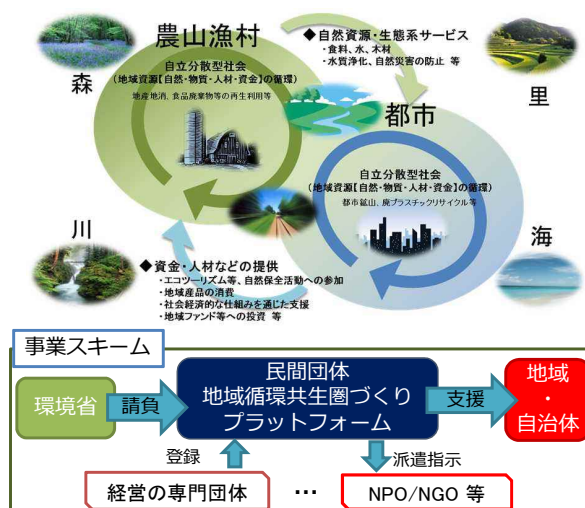 農山漁村
森
自立分散型社会
(地域資源【自然・物質・人材・資金】の循環)
地産地消、食品廃棄物等の再生利用等
◆自然資源・生態系サービス
・食料、水、木材
・水質浄化、自然災害の防止 等
里
都市
自立分散型社会
(地域資源【自然・物質・人材・資金】の循環)
都市鉱山、廃プラスチックリサイクル等
川
海
◆資金・人材などの提供
・エコツーリズム等、自然保全活動への参加
・地域産品の消費
・社会経済的な仕組みを通じた支援
・地域ファンド等への投資 等
事業スキーム
環境省
請負
民間団体
地域循環共生圏づくり
プラットフォーム
支援
地域
・
自治体
登録
派遣指示
経営の専門団体
…
NPO/NGO 等